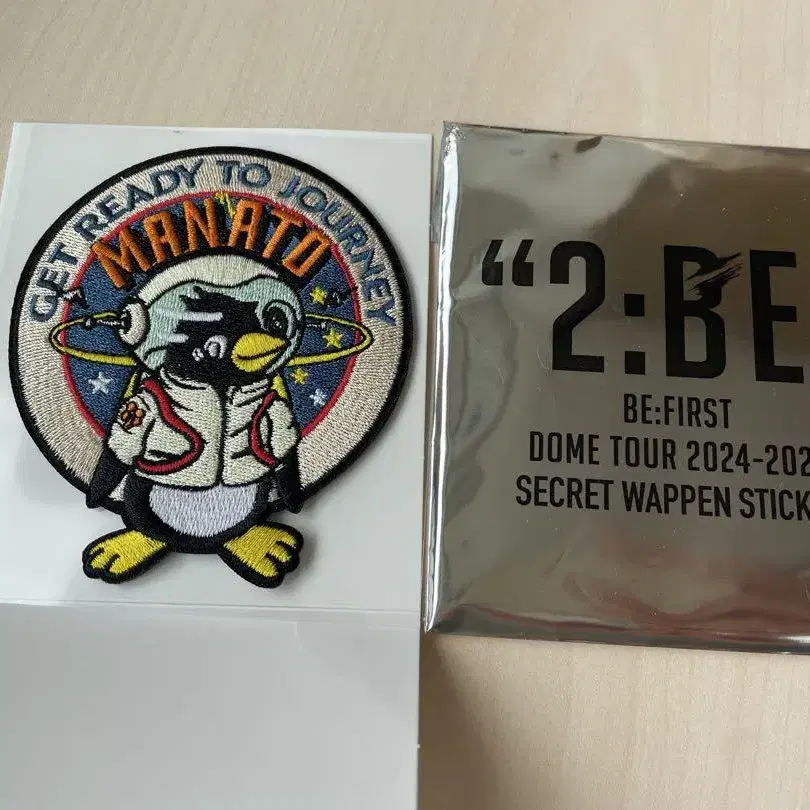 GET READY TO JOURNEY
MANATO
“2:BE
BE:FIRST
DOME TOUR 2024-202
SECRET WAPPEN STICK